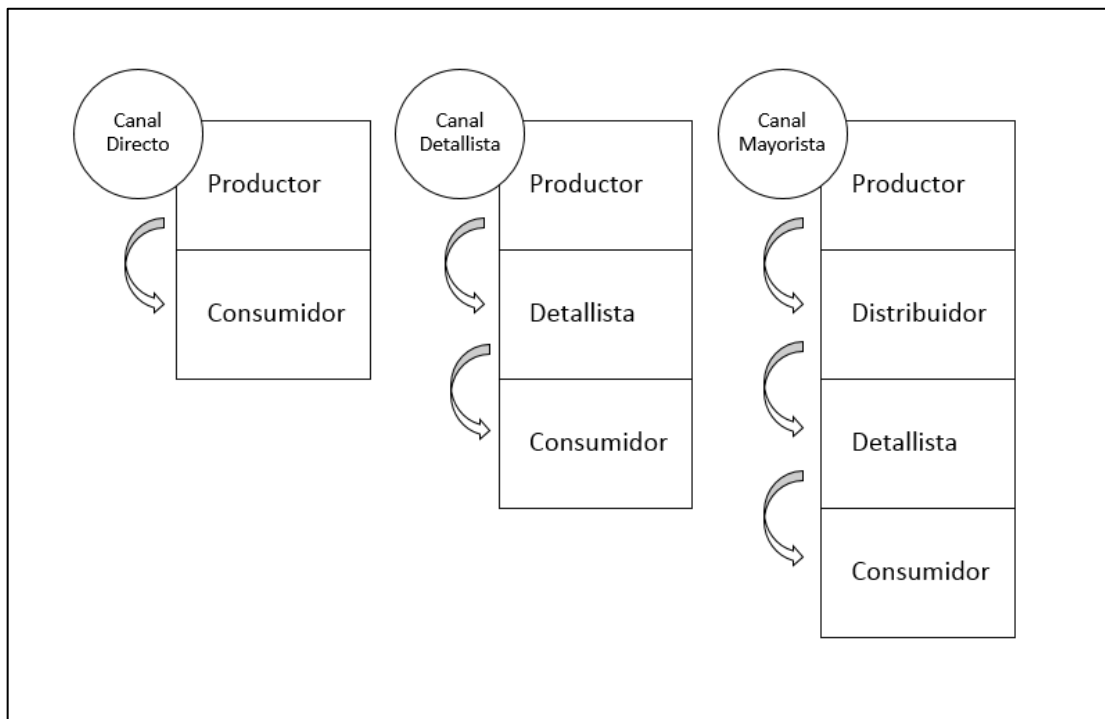 Canal
Directo
Productor
Consumidor
Canal
Detallista
Productor
Detallista
Consumidor
Canal
Mayorista
Productor
Distribuidor
Detallista
Consumidor